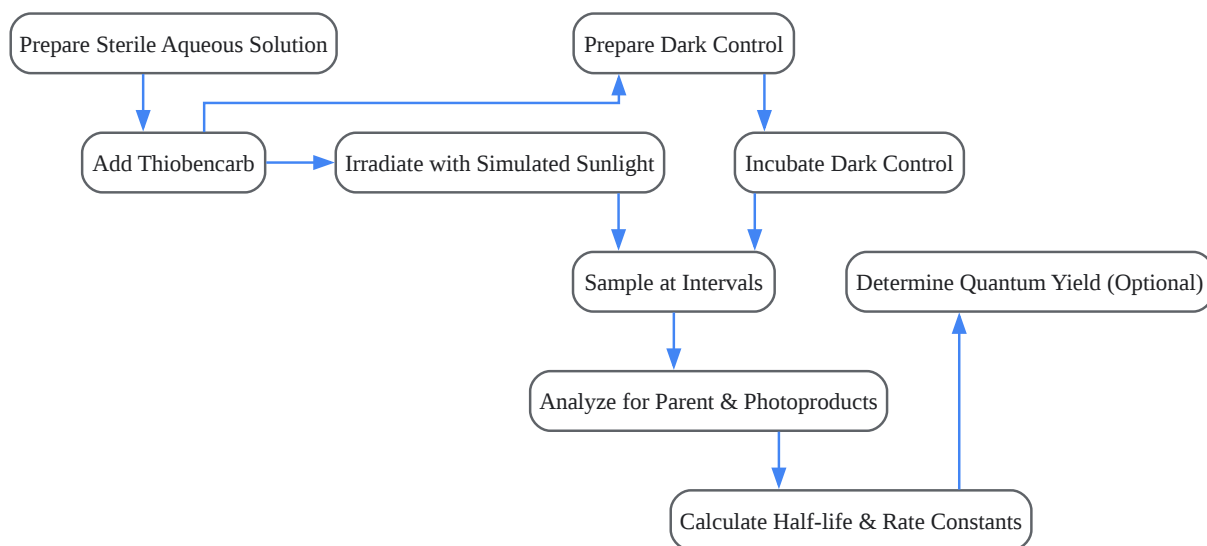 Prepare Sterile Aqueous Solution
Prepare Dark Control
Add Thiobencarb
Irradiate with Simulated Sunlight
Incubate Dark Control
Sample at Intervals
Determine Quantum Yield (Optional)
Analyze for Parent & Photoproducts
Calculate Half-life & Rate Constants